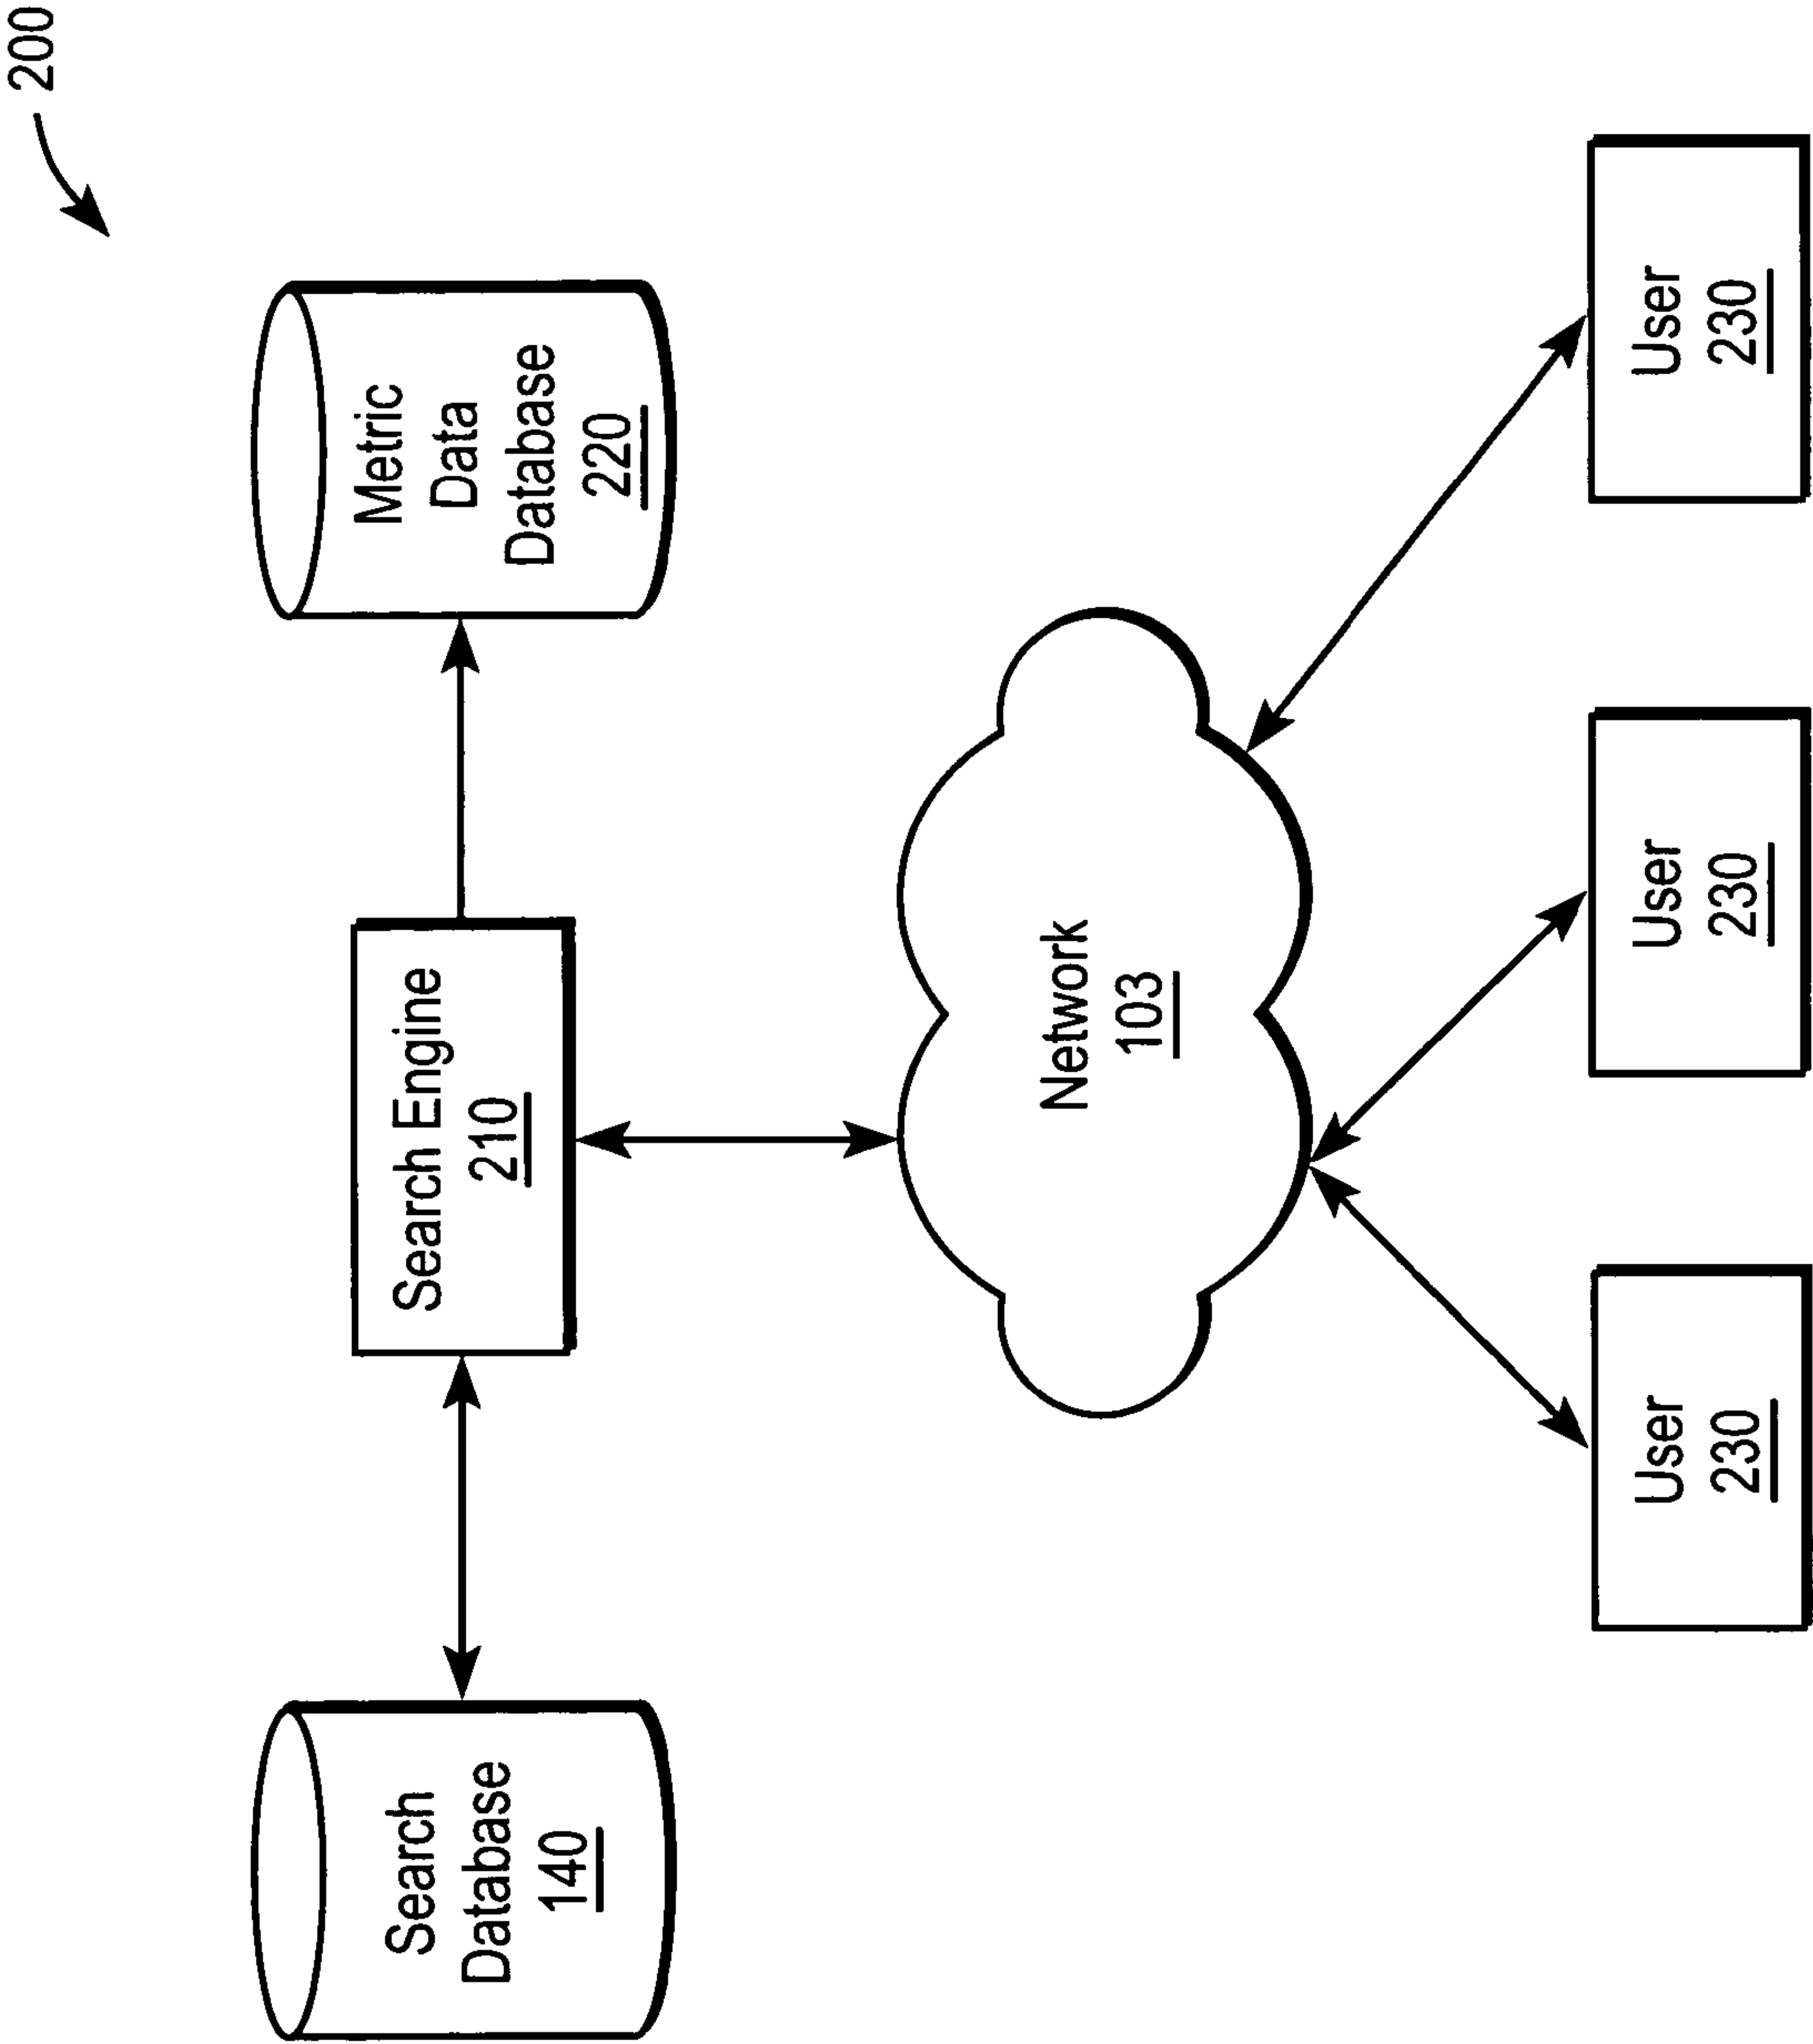 200
Search
Database
140
Search Engine
210
Metric
Data
Database
220
Network
103
User
230
User
230
User
230